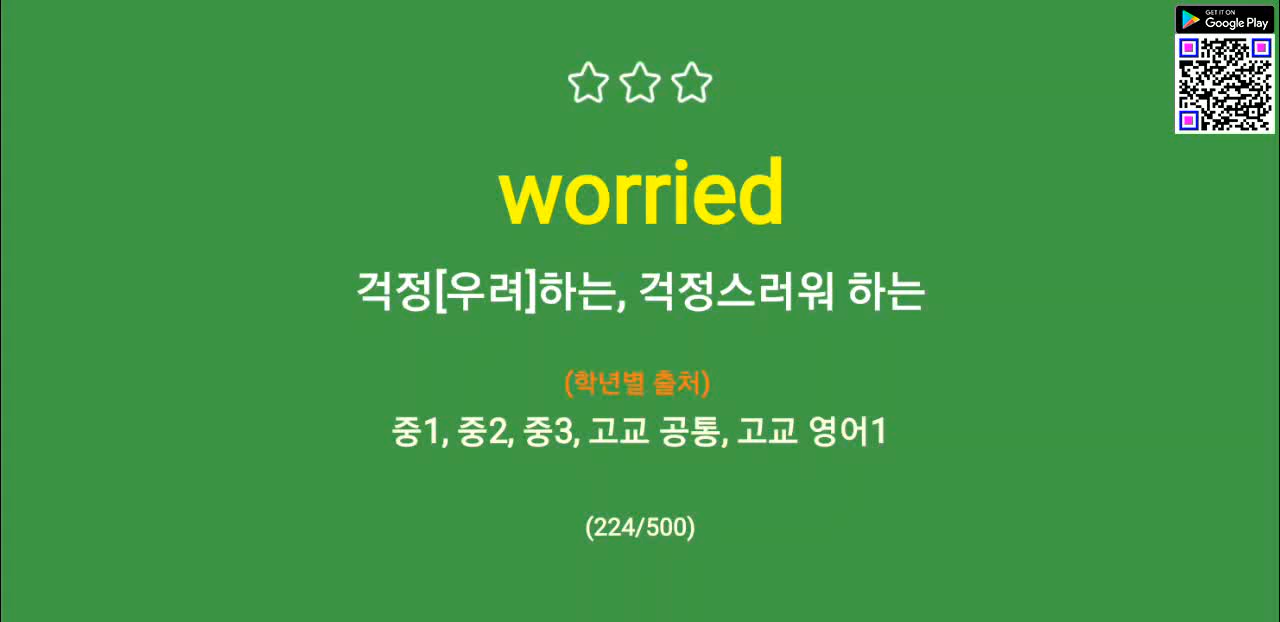 GET IT ON
Google Play
worried
걱정[우려]하는, 걱정스러워 하는
(학년별 출처)
중1, 중2, 중3, 고교 공통, 고교 영어1
(224/500)